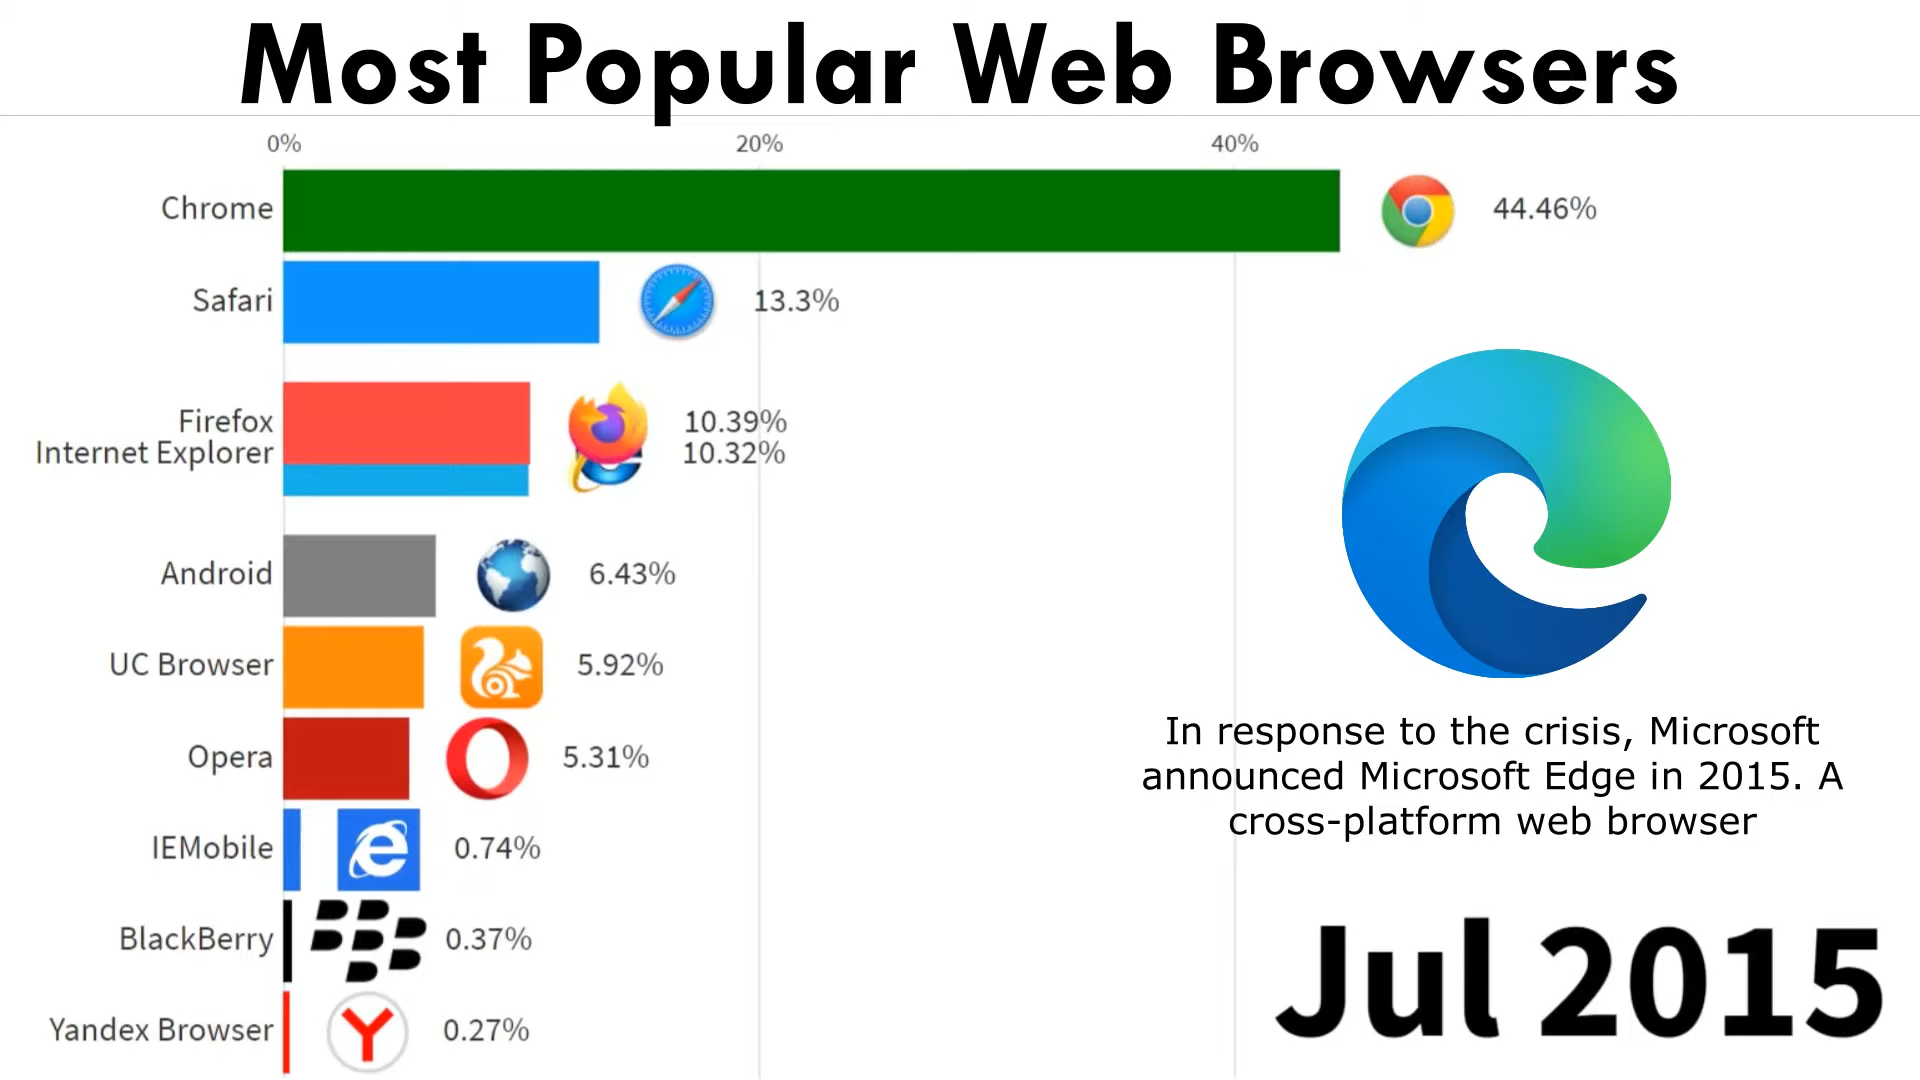 Most Popular Web Browsers
0% 20% 40%
Chrome 44.46%
Safari 13.3%
Firefox 10.39%
Internet Explorer 10.32%
Android 6.43%
UC Browser 5.92%
Opera 5.31%
IEMobile 0.74%
BlackBerry 0.37%
Yandex Browser 0.27%
In response to the crisis, Microsoft
announced Microsoft Edge in 2015. A
cross-platform web browser
Jul 2015